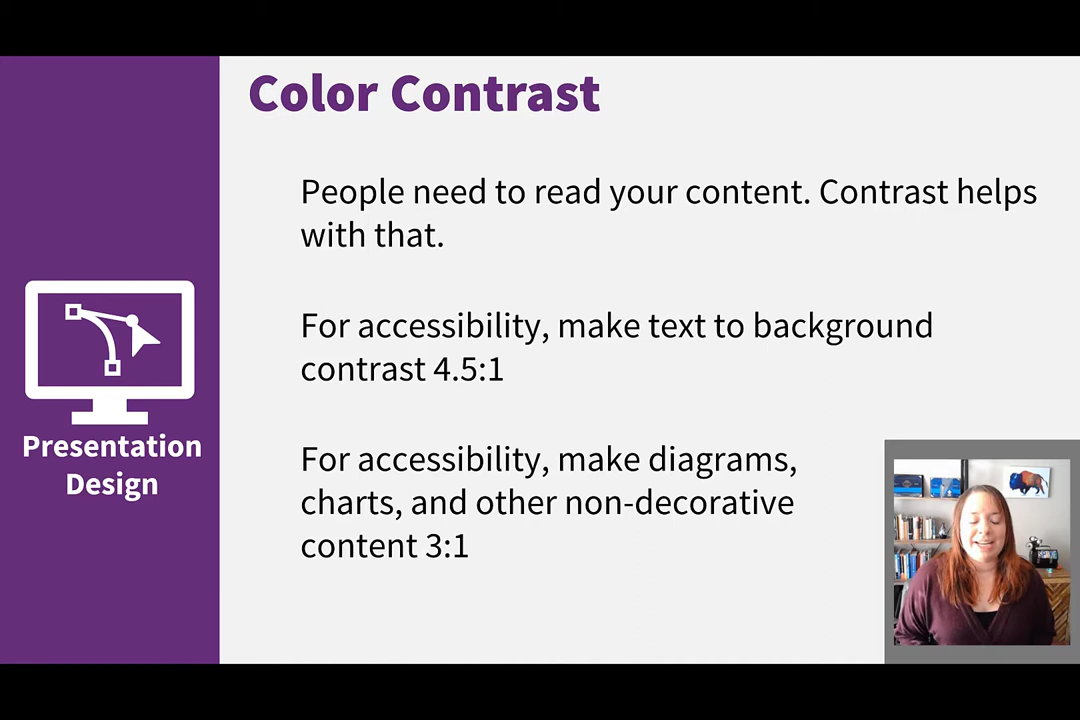 Color Contrast
People need to read your content. Contrast helps
with that.
For accessibility, make text to background
contrast 4.5:1
For accessibility, make diagrams,
charts, and other non-decorative
content 3:1
Presentation
Design